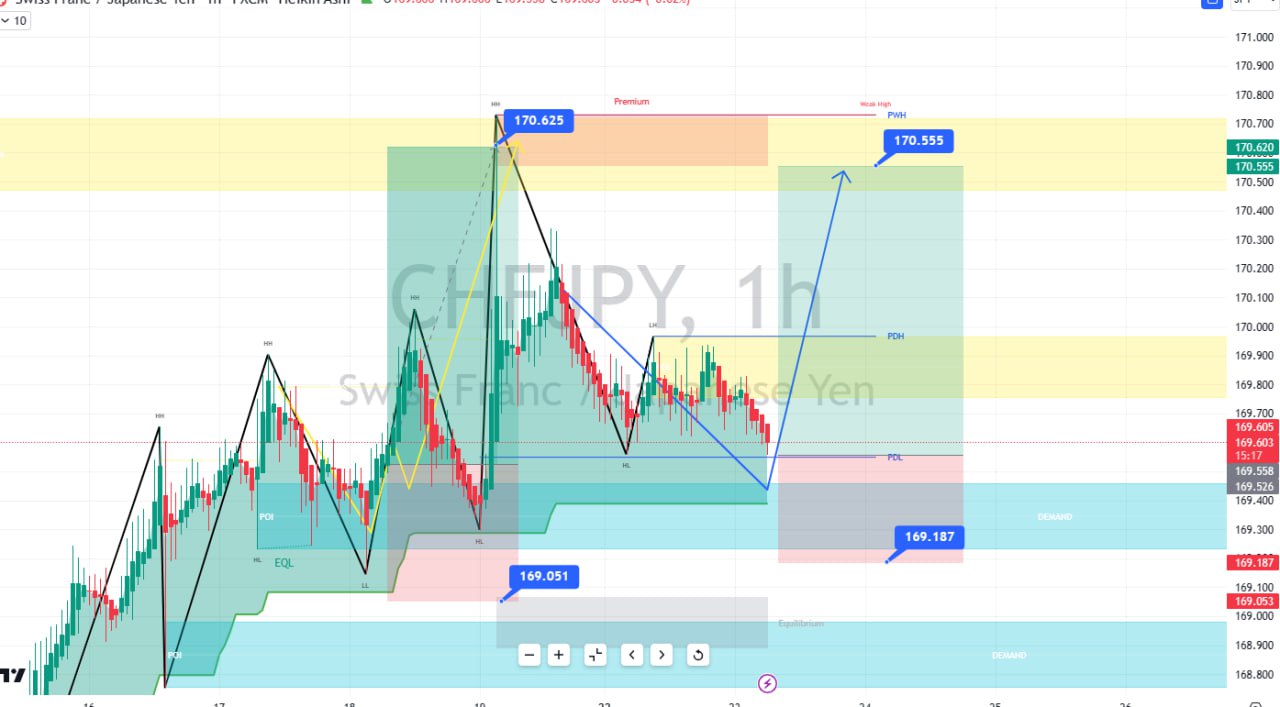 Swiss Franc / Japanese Yen · 1h · FXCM · Heikin Ashi
10
JPY
171.000
170.900
170.800
170.700
170.620
170.555
170.500
170.400
170.300
170.200
170.100
170.000
169.900
169.800
169.700
169.605
169.603
15:17
169.558
169.526
169.400
169.300
169.187
169.100
169.053
169.000
168.900
168.800
CHFJPY, 1h
Swiss Franc / Japanese Yen
HH
Premium
Weak High
PWH
170.625
170.555
HH
LH
PDH
HH
HH
HL
PDL
POI
DEMAND
HL
EQL
HL
LL
169.187
169.051
Equilibrium
POI
DEMAND
16
17
18
19
22
23
24
25
26